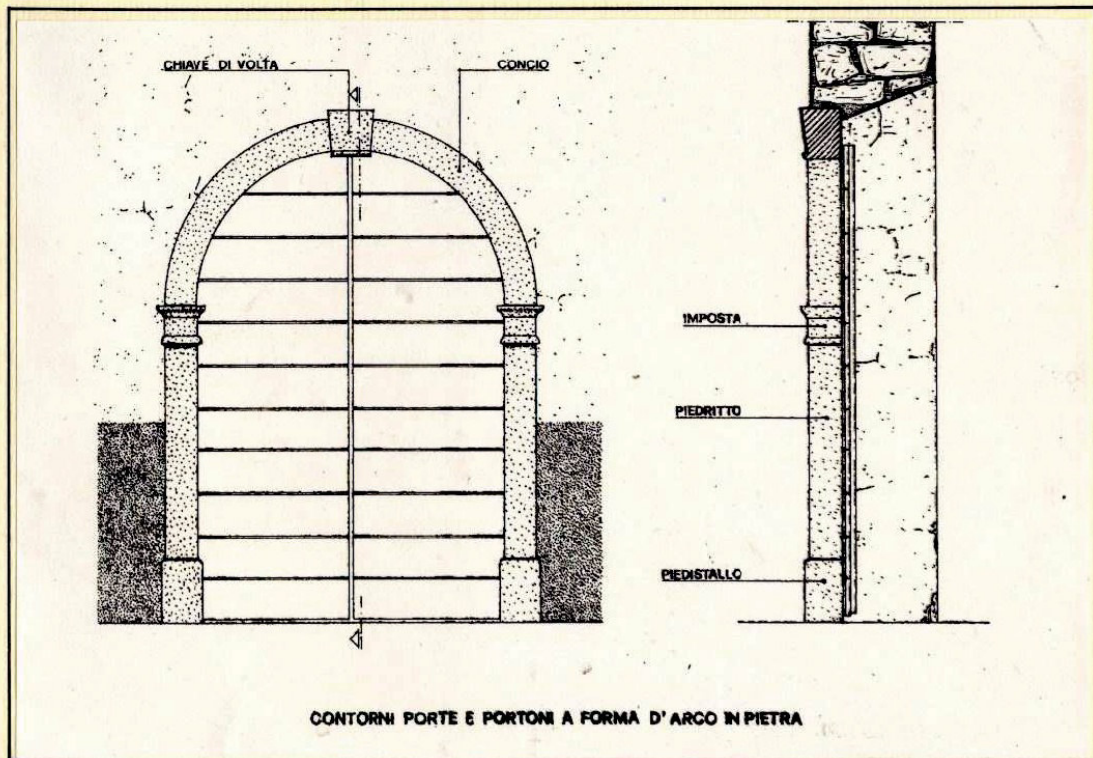 CHIAVE DI VOLTA
CONCIO
IMPOSTA
PIEDRITTO
PIEDISTALLO
CONTORNI PORTE E PORTONI A FORMA D'ARCO IN PIETRA